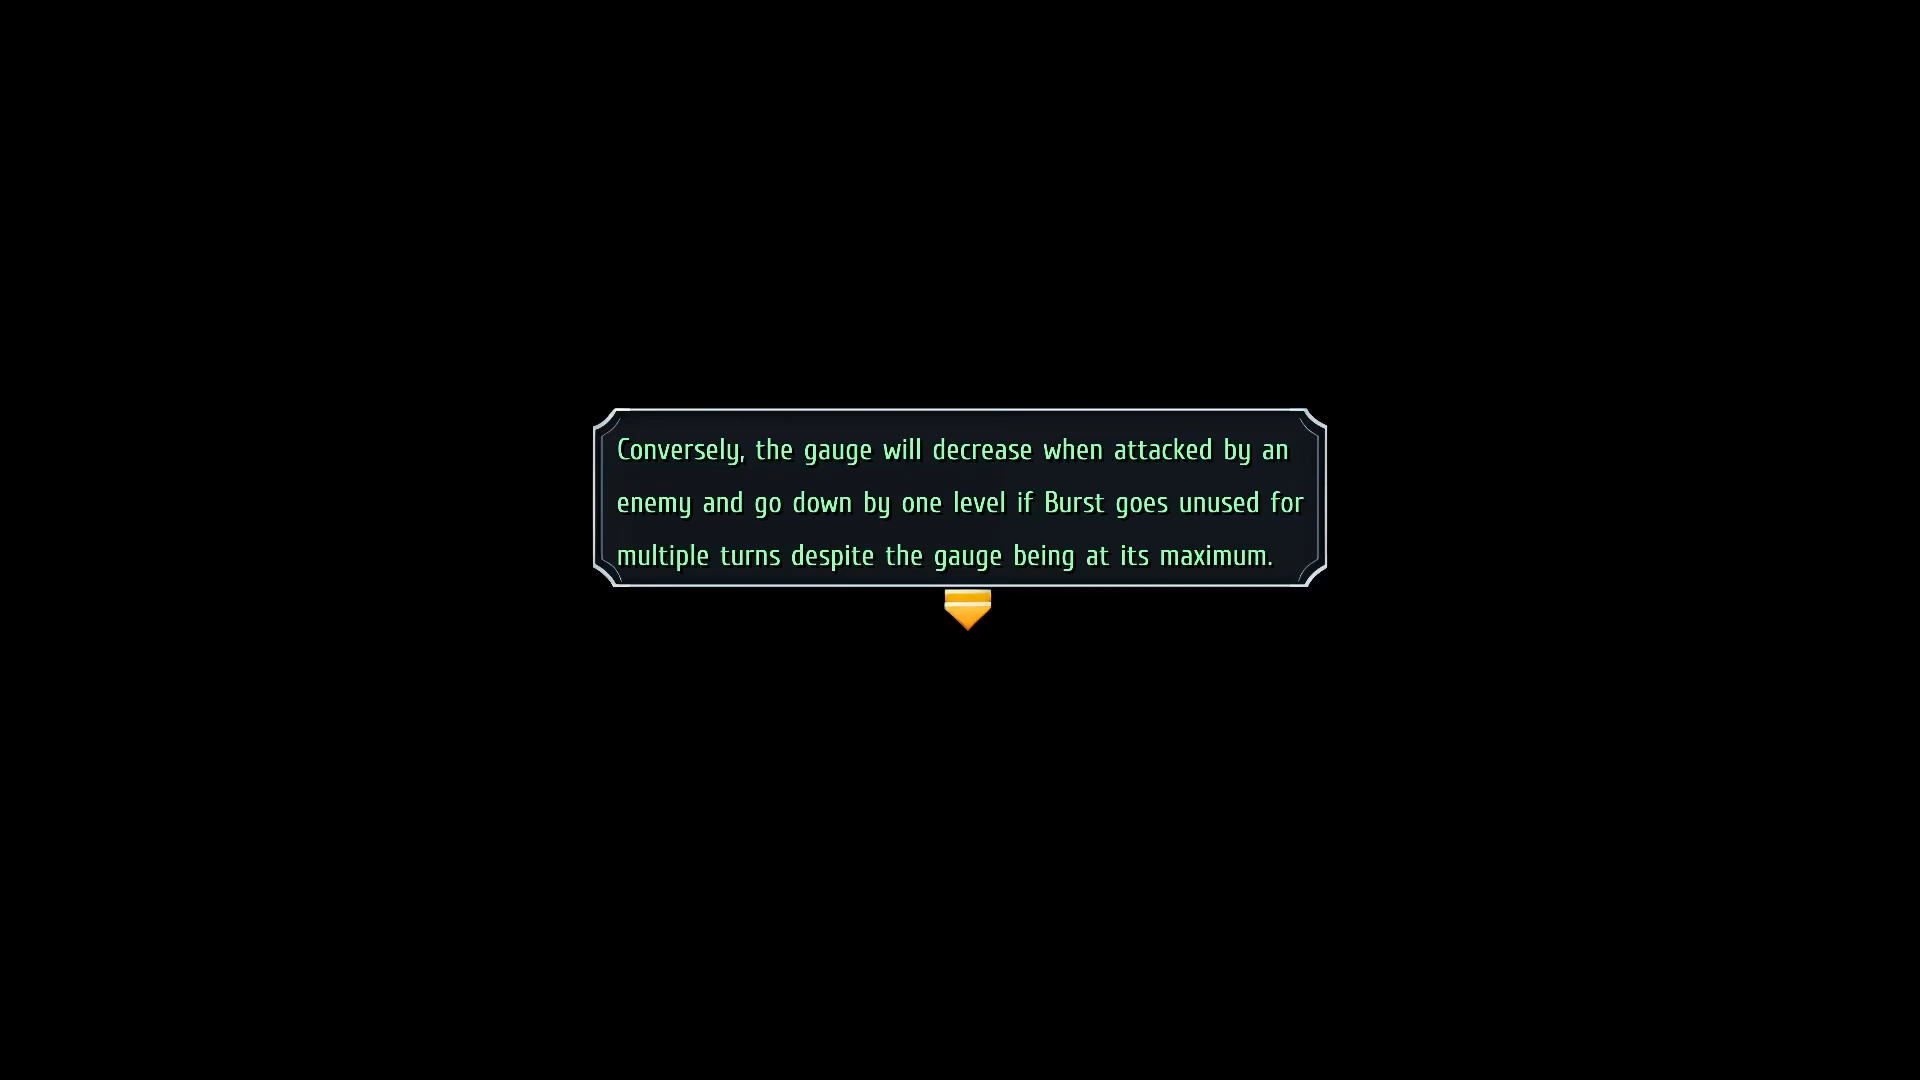 Conversely, the gauge will decrease when attacked by an
enemy and go down by one level if Burst goes unused for
multiple turns despite the gauge being at its maximum.